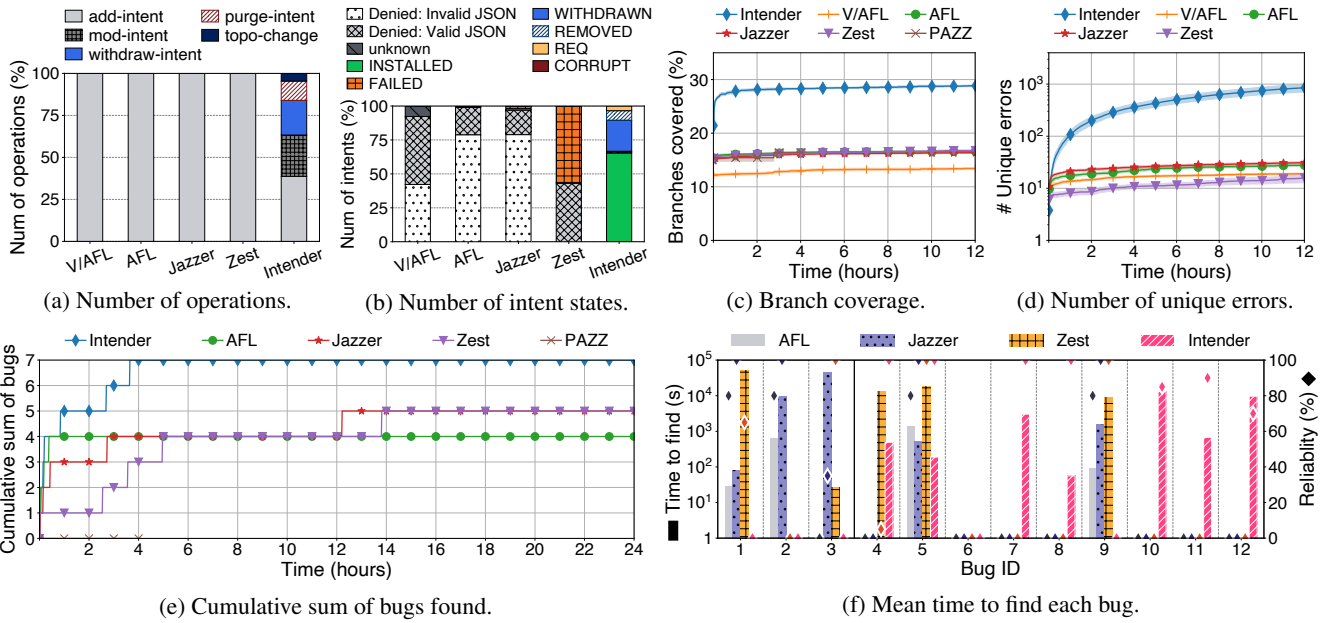 add-intent
mod-intent
withdraw-intent
purge-intent
topo-change
Num of operations (%)
100
75
50
25
0
V/AFL
AFL
Jazzer
Zest
Intender
(a) Number of operations.
Denied: Invalid JSON
Denied: Valid JSON
unknown
INSTALLED
FAILED
WITHDRAWN
REMOVED
REQ
CORRUPT
Num of intents (%)
100
75
50
25
0
V/AFL
AFL
Jazzer
Zest
Intender
(b) Number of intent states.
Intender V/AFL AFL
Jazzer Zest PAZZ
Branches covered (%)
30
20
10
0
2 4 6 8 10 12
Time (hours)
(c) Branch coverage.
Intender V/AFL AFL
Jazzer Zest
# Unique errors
10³
10²
10¹
1
2 4 6 8 10 12
Time (hours)
(d) Number of unique errors.
Intender AFL Jazzer Zest PAZZ
Cumulative sum of bugs
7
6
5
4
3
2
1
0
2 4 6 8 10 12 14 16 18 20 22 24
Time (hours)
(e) Cumulative sum of bugs found.
AFL Jazzer Zest Intender
Time to find (s)
10⁵
10⁴
10³
10²
10¹
1
1 2 3 4 5 6 7 8 9 10 11 12
Bug ID
100
80
60
40
20
0
Reliablity (%)
(f) Mean time to find each bug.